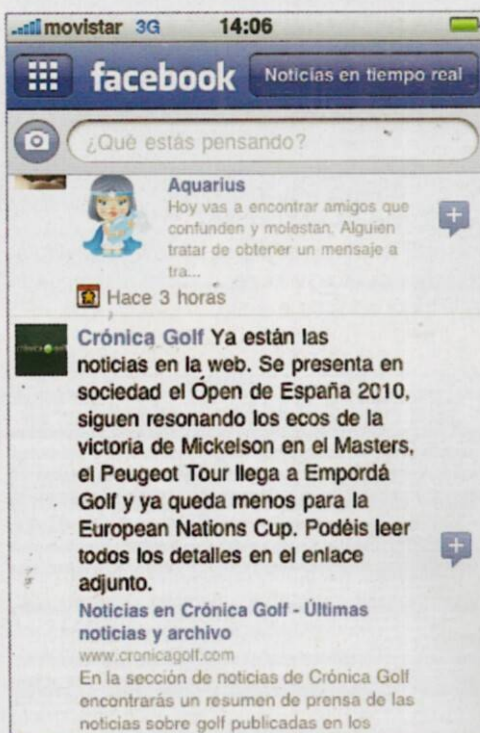 movistar 3G 14:06
facebook Noticias en tiempo real
¿Qué estás pensando?
Aquarius
Hoy vas a encontrar amigos que
confunden y molestan. Alguien
tratar de obtener un mensaje a
tra...
Hace 3 horas
Crónica Golf Ya están las
noticias en la web. Se presenta en
sociedad el Open de España 2010,
siguen resonando los ecos de la
victoria de Mickelson en el Masters,
el Peugeot Tour llega a Empordá
Golf y ya queda menos para la
European Nations Cup. Podéis leer
todos los detalles en el enlace
adjunto.
Noticias en Crónica Golf - Últimas
noticias y archivo
www.cronicagolf.com
En la sección de noticias de Crónica Golf
encontrarás un resumen de prensa de las
noticias sobre golf publicadas en los